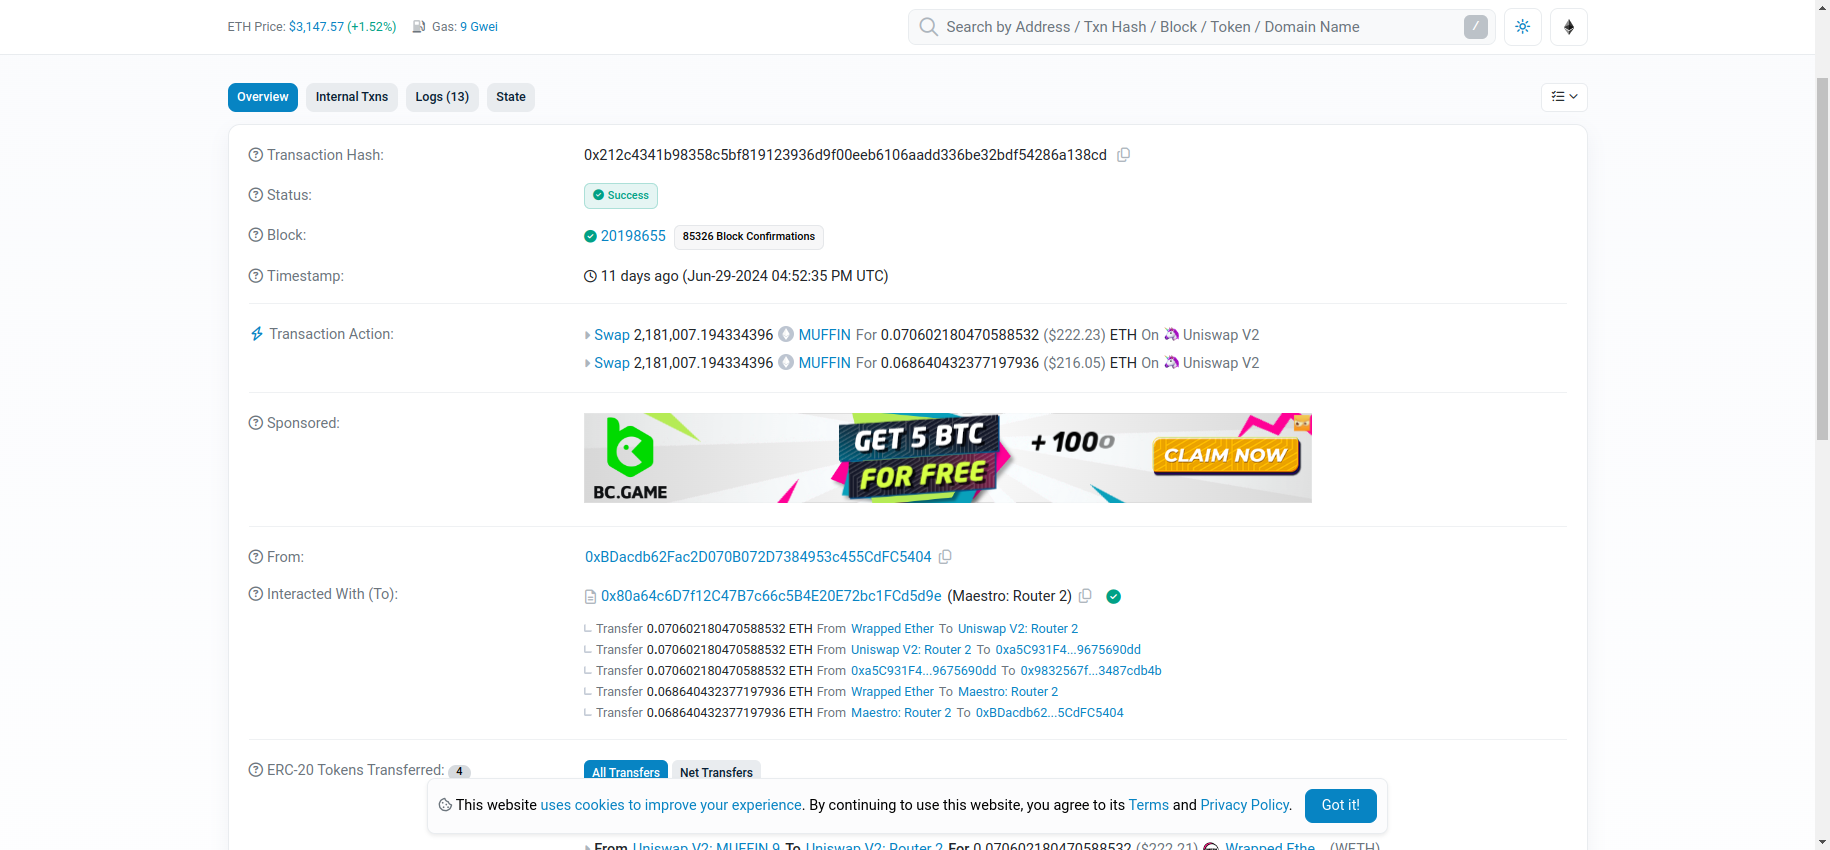 ETH Price: $3,147.57 (+1.52%) Gas: 9 Gwei
Search by Address / Txn Hash / Block / Token / Domain Name /
Overview Internal Txns Logs (13) State
Transaction Hash: 0x212c4341b98358c5bf819123936d9f00eeb6106aadd336be32bdf54286a138cd
Status: Success
Block: 20198655 85326 Block Confirmations
Timestamp: 11 days ago (Jun-29-2024 04:52:35 PM UTC)
Transaction Action: Swap 2,181,007.194334396 MUFFIN For 0.070602180470588532 ($222.23) ETH On Uniswap V2
Swap 2,181,007.194334396 MUFFIN For 0.068640432377197936 ($216.05) ETH On Uniswap V2
Sponsored:
BC.GAME
GET 5 BTC
FOR FREE
+ 1000
CLAIM NOW
From: 0xBDacdb62Fac2D070B072D7384953c455CdFC5404
Interacted With (To): 0x80a64c6D7f12C47B7c66c5B4E20E72bc1FCd5d9e (Maestro: Router 2)
Transfer 0.070602180470588532 ETH From Wrapped Ether To Uniswap V2: Router 2
Transfer 0.070602180470588532 ETH From Uniswap V2: Router 2 To 0xa5C931F4...9675690dd
Transfer 0.070602180470588532 ETH From 0xa5C931F4...9675690dd To 0x9832567f...3487cdb4b
Transfer 0.068640432377197936 ETH From Wrapped Ether To Maestro: Router 2
Transfer 0.068640432377197936 ETH From Maestro: Router 2 To 0xBDacdb62...5CdFC5404
ERC-20 Tokens Transferred: 4 All Transfers Net Transfers
This website uses cookies to improve your experience. By continuing to use this website, you agree to its Terms and Privacy Policy. Got it!
From Uniswap V2: MUFFIN 9 To Uniswap V2: Router 2 For 0.070602180470588532 ($222.21) Wrapped Ethe... (WETH)